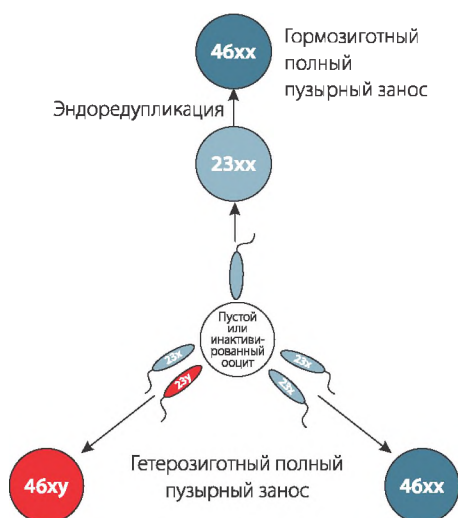 46xx
Гормозиготный
полный
пузырный занос
Эндоредупликация
23xx
Пустой
или
инактиви-
рованный
ооцит
23x
23y
23x
23x
46xy
Гетерозиготный полный
пузырный занос
46xx